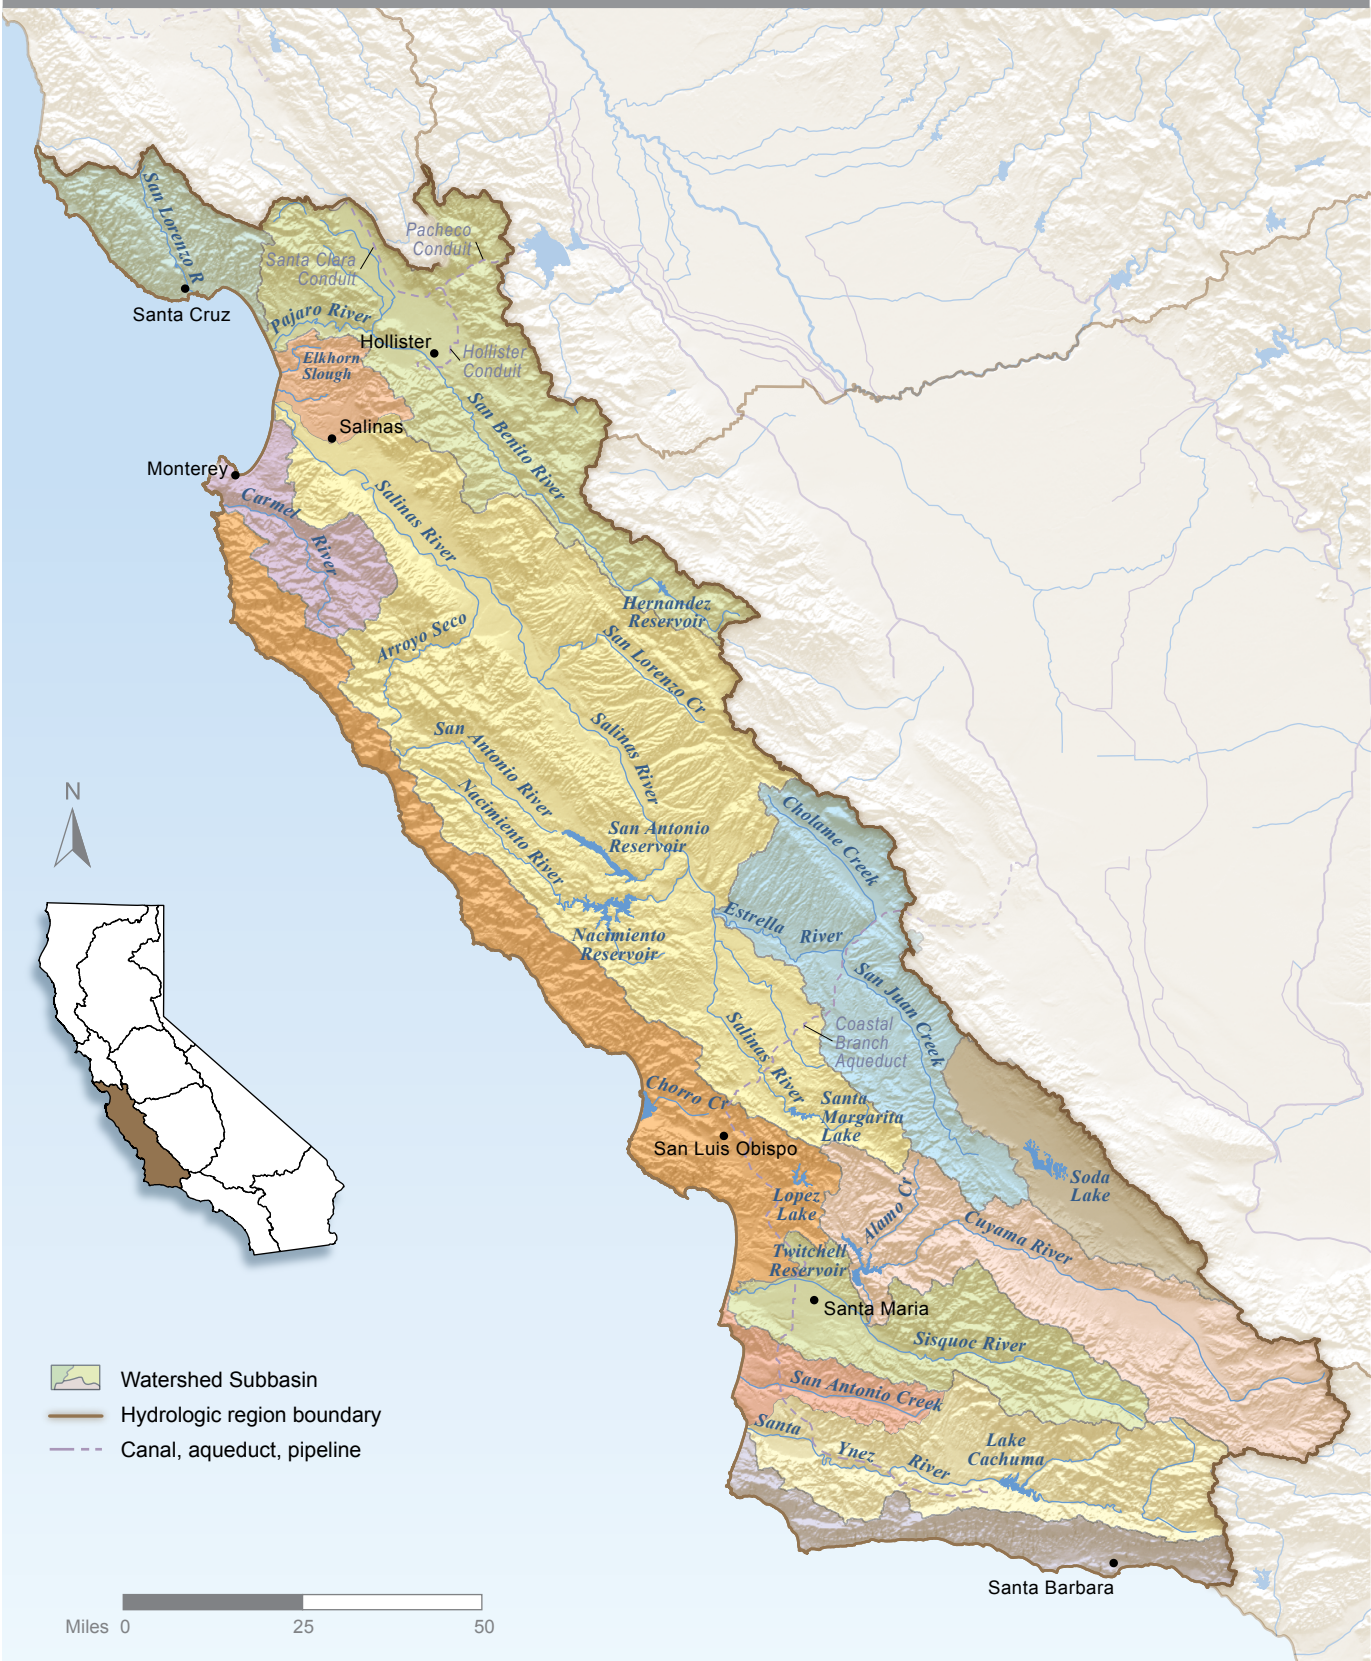 San Lorenzo R
Pacheco
Conduit
Santa Clara
Conduit
Santa Cruz
Pajaro River
Hollister
Hollister
Conduit
Elkhorn
Slough
San Benito River
Salinas
Monterey
Carmel River
Salinas River
Hernandez
Reservoir
Arroyo Seco
San Lorenzo Cr
San Antonio River
Salinas River
Nacimiento River
San Antonio
Reservoir
Cholame Creek
Estrella River
Nacimiento
Reservoir
San Juan Creek
Coastal
Branch
Aqueduct
Salinas River
Chorro Cr
Santa
Margarita
Lake
San Luis Obispo
Soda
Lake
Lopez
Lake
Alamo Cr
Cuyama River
Twitchell
Reservoir
Santa Maria
Sisquoc River
San Antonio Creek
Santa Ynez River
Lake
Cachuma
Santa Barbara
N
Watershed Subbasin
Hydrologic region boundary
Canal, aqueduct, pipeline
Miles 0 25 50